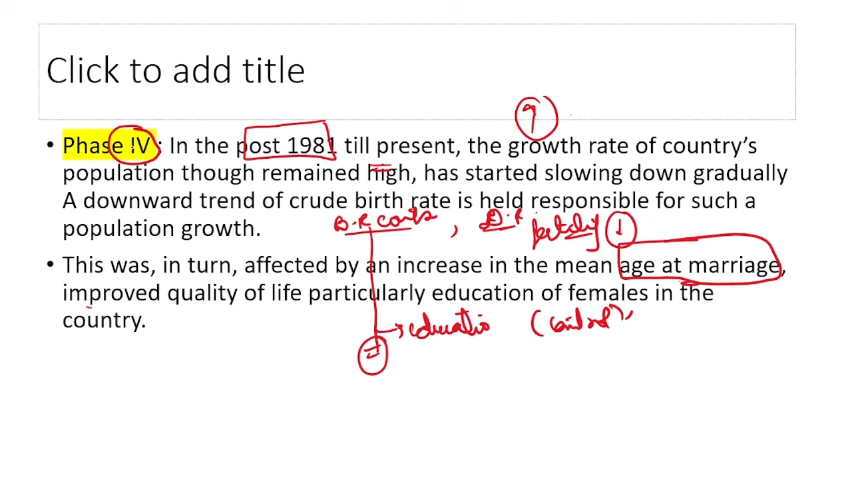 Click to add title
9
• Phase IV : In the post 1981 till present, the growth rate of country's
population though remained high, has started slowing down gradually
A downward trend of crude birth rate is held responsible for such a
population growth.
B.R , D.R 1
• This was, in turn, affected by an increase in the mean age at marriage,
improved quality of life particularly education of females in the
country.
educatio